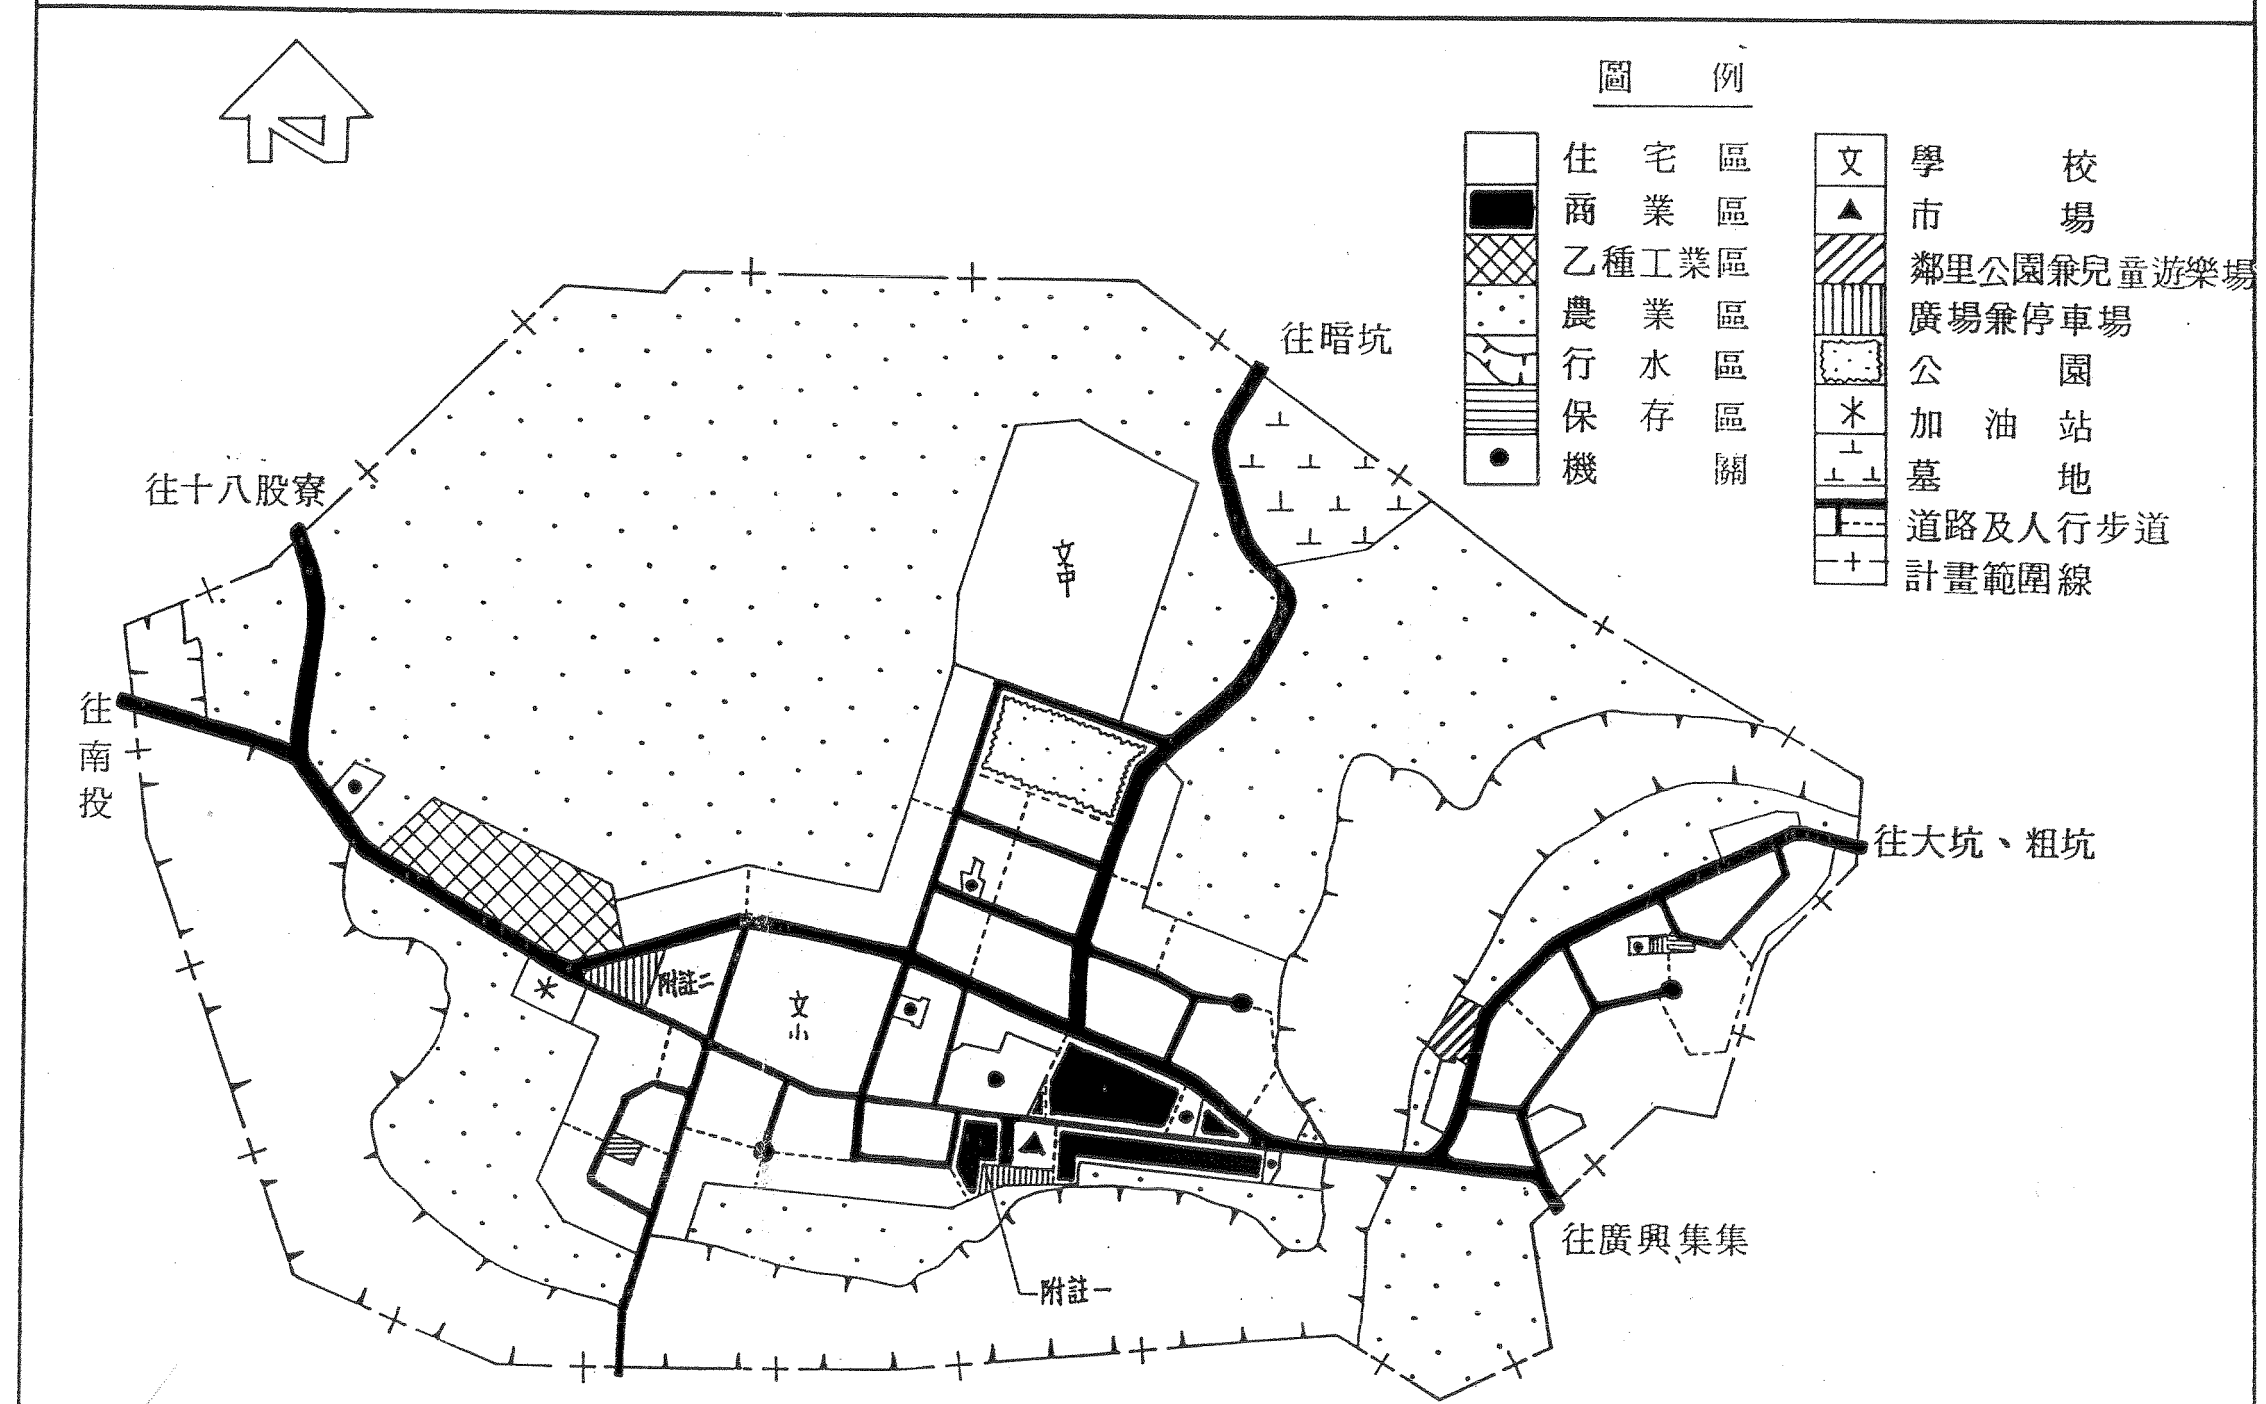 圖例
住宅區
商業區
乙種工業區
農業區
行水區
保存區
機關
文 學校
市場
鄰里公園兼兒童遊樂場
廣場兼停車場
公園
加油站
墓地
道路及人行步道
計畫範圍線
往暗坑
往十八股寮
往南投
文中
往大坑、粗坑
附註二
文小
往廣興集集
附註一